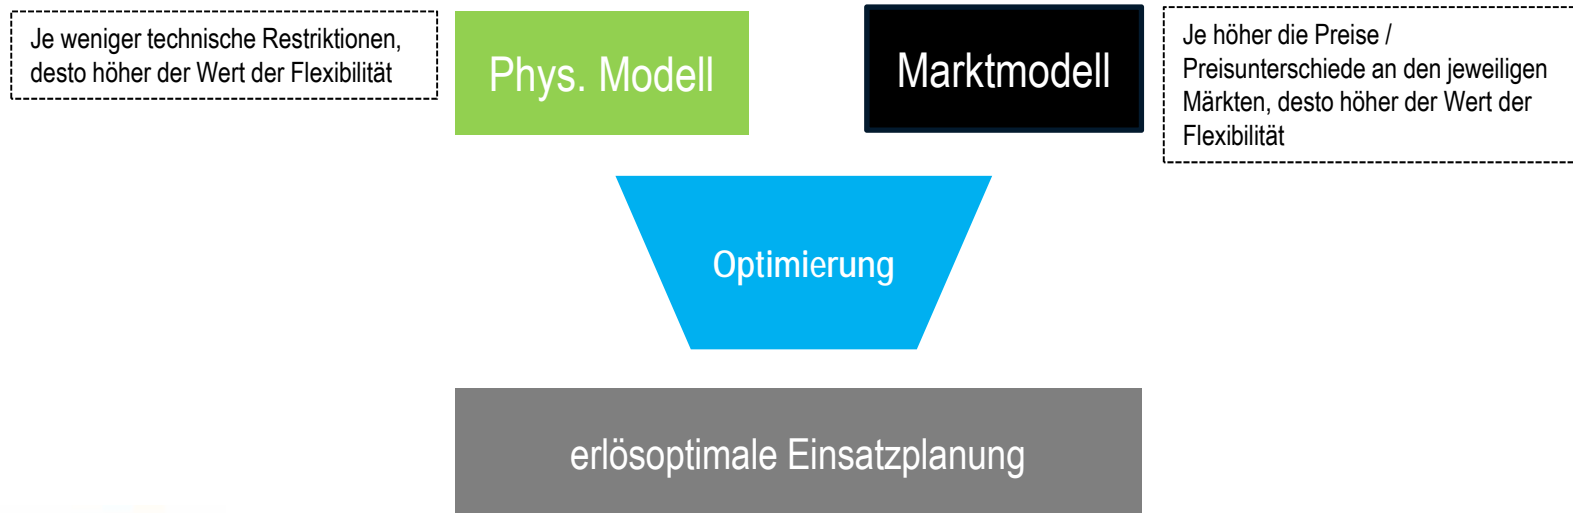 Je weniger technische Restriktionen,
desto höher der Wert der Flexibilität
Phys. Modell
Marktmodell
Je höher die Preise /
Preisunterschiede an den jeweiligen
Märkten, desto höher der Wert der
Flexibilität
Optimierung
erlösoptimale Einsatzplanung